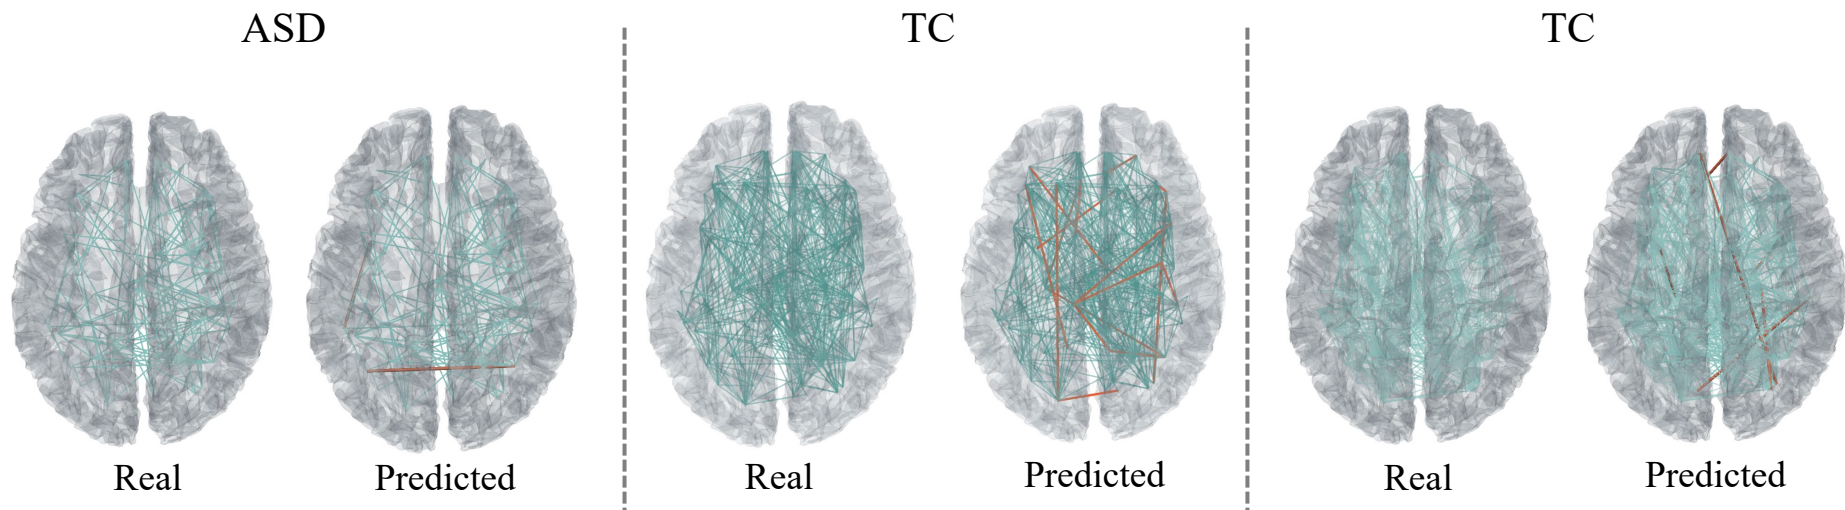 ASD
TC
TC
Real
Predicted
Real
Predicted
Real
Predicted